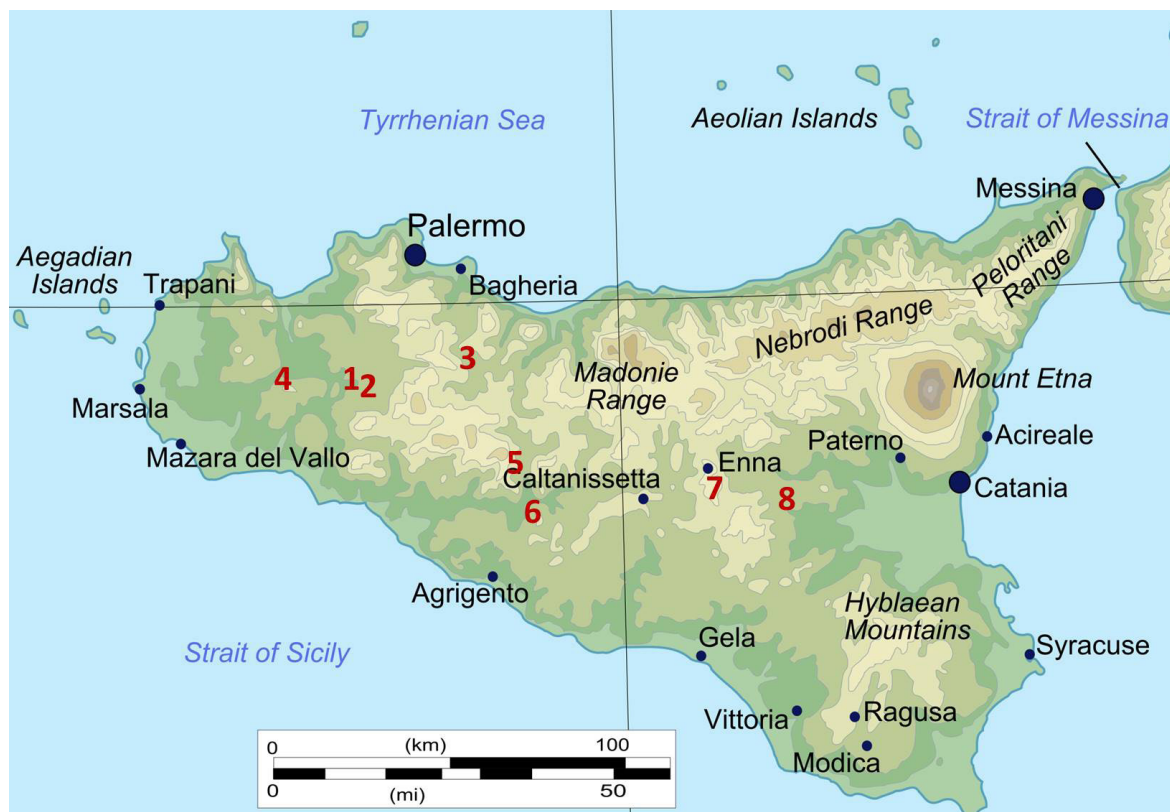 Tyrrhenian Sea
Aeolian Islands
Strait of Messina
Messina
Palermo
Aegadian
Islands
Trapani
Bagheria
Peloritani
Range
Nebrodi Range
3
4
1
2
Madonie
Range
Mount Etna
Marsala
Mazara del Vallo
Paterno
Acireale
5
Enna
Caltanissetta
7
8
Catania
6
Agrigento
Hyblaean
Mountains
Strait of Sicily
Gela
Syracuse
Vittoria
Ragusa
Modica
0 (km) 100
0 (mi) 50